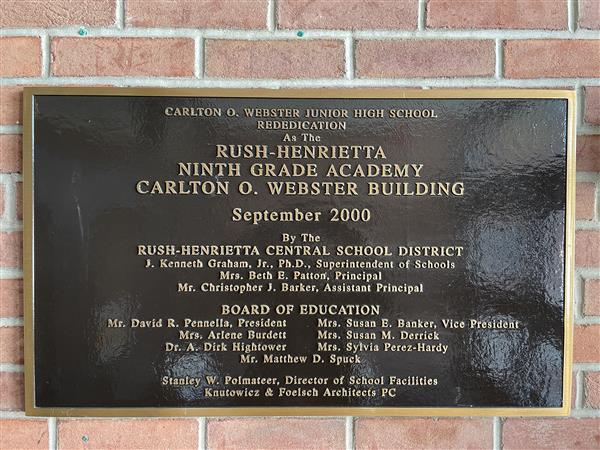 CARLTON O. WEBSTER JUNIOR HIGH SCHOOL
REDEDICATION
As The
RUSH-HENRIETTA
NINTH GRADE ACADEMY
CARLTON O. WEBSTER BUILDING
September 2000
By The
RUSH-HENRIETTA CENTRAL SCHOOL DISTRICT
J. Kenneth Graham, Jr., Ph.D., Superintendent of Schools
Mrs. Beth E. Patton, Principal
Mr. Christopher J. Barker, Assistant Principal
BOARD OF EDUCATION
Mr. David R. Pennella, President Mrs. Susan E. Banker, Vice President
Mrs. Arlene Burdett Mrs. Susan M. Derrick
Dr. A. Dirk Hightower Mrs. Sylvia Perez-Hardy
Mr. Matthew D. Spuck
Stanley W. Polmateer, Director of School Facilities
Knutowicz & Foelsch Architects PC